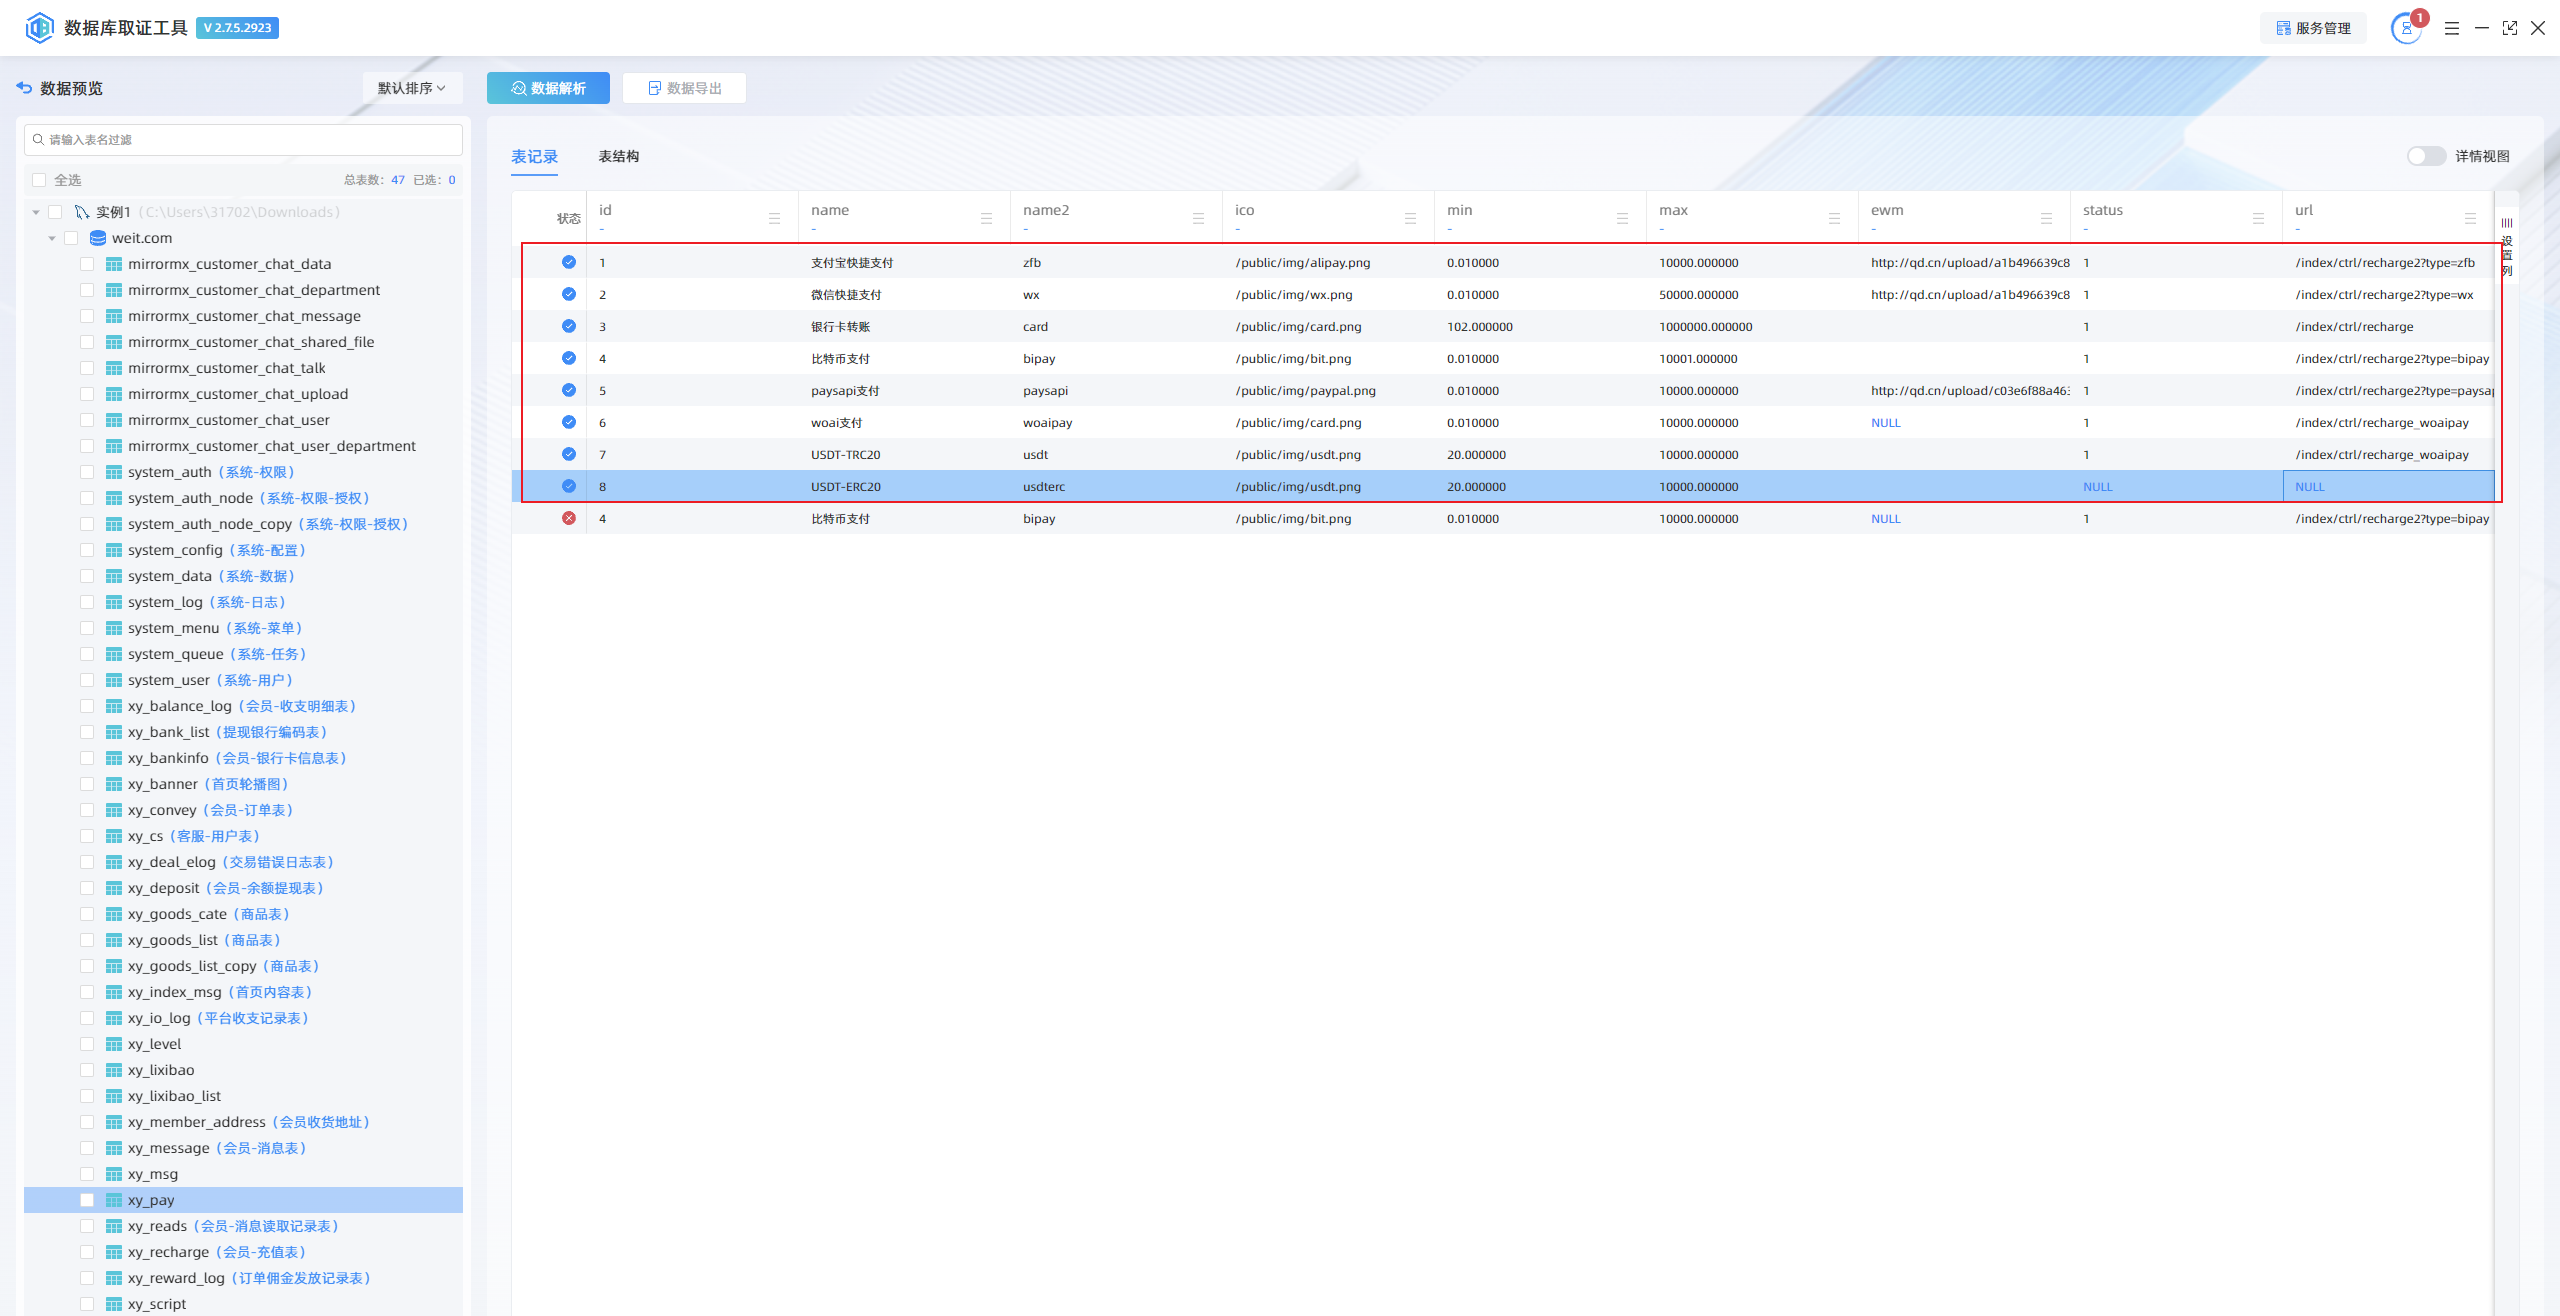 数据库取证工具 V 2.7.5.2923 服务管理 1
数据预览 默认排序 数据解析 数据导出
请输入表名过滤
全选 总表数: 47 已选: 0
实例1 (C:\Users\31702\Downloads)
weit.com
mirrormx_customer_chat_data
mirrormx_customer_chat_department
mirrormx_customer_chat_message
mirrormx_customer_chat_shared_file
mirrormx_customer_chat_talk
mirrormx_customer_chat_upload
mirrormx_customer_chat_user
mirrormx_customer_chat_user_department
system_auth (系统-权限)
system_auth_node (系统-权限-授权)
system_auth_node_copy (系统-权限-授权)
system_config (系统-配置)
system_data (系统-数据)
system_log (系统-日志)
system_menu (系统-菜单)
system_queue (系统-任务)
system_user (系统-用户)
xy_balance_log (会员-收支明细表)
xy_bank_list (提现银行编码表)
xy_bankinfo (会员-银行卡信息表)
xy_banner (首页轮播图)
xy_convey (会员-订单表)
xy_cs (客服-用户表)
xy_deal_elog (交易错误日志表)
xy_deposit (会员-余额提现表)
xy_goods_cate (商品表)
xy_goods_list (商品表)
xy_goods_list_copy (商品表)
xy_index_msg (首页内容表)
xy_io_log (平台收支记录表)
xy_level
xy_lixibao
xy_lixibao_list
xy_member_address (会员收货地址)
xy_message (会员-消息表)
xy_msg
xy_pay
xy_reads (会员-消息读取记录表)
xy_recharge (会员-充值表)
xy_reward_log (订单佣金发放记录表)
xy_script
表记录 表结构 详情视图
状态 id name name2 ico min max ewm status url
- - - - - - - - -
设置列
1 支付宝快捷支付 zfb /public/img/alipay.png 0.010000 10000.000000 http://qd.cn/upload/a1b496639c8 1 /index/ctrl/recharge2?type=zfb
2 微信快捷支付 wx /public/img/wx.png 0.010000 50000.000000 http://qd.cn/upload/a1b496639c8 1 /index/ctrl/recharge2?type=wx
3 银行卡转账 card /public/img/card.png 102.000000 1000000.000000 1 /index/ctrl/recharge
4 比特币支付 bipay /public/img/bit.png 0.010000 10001.000000 1 /index/ctrl/recharge2?type=bipay
5 paysapi支付 paysapi /public/img/paypal.png 0.010000 10000.000000 http://qd.cn/upload/c03e6f88a46 1 /index/ctrl/recharge2?type=paysa
6 woai支付 woaipay /public/img/card.png 0.010000 10000.000000 NULL 1 /index/ctrl/recharge_woaipay
7 USDT-TRC20 usdt /public/img/usdt.png 20.000000 10000.000000 1 /index/ctrl/recharge_woaipay
8 USDT-ERC20 usdterc /public/img/usdt.png 20.000000 10000.000000 NULL NULL
4 比特币支付 bipay /public/img/bit.png 0.010000 10000.000000 NULL 1 /index/ctrl/recharge2?type=bipay